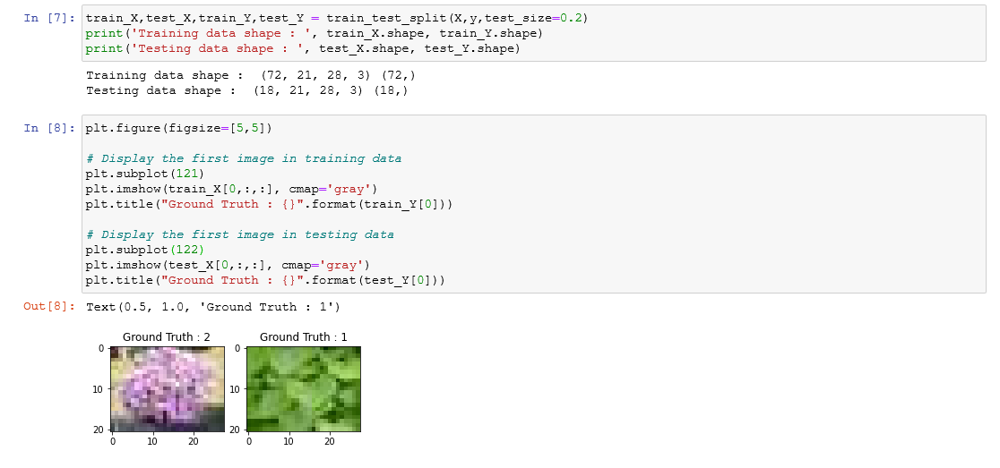 In [7]: train_X,test_X,train_Y,test_Y = train_test_split(X,y,test_size=0.2)
print('Training data shape : ', train_X.shape, train_Y.shape)
print('Testing data shape : ', test_X.shape, test_Y.shape)
Training data shape :  (72, 21, 28, 3) (72,)
Testing data shape :  (18, 21, 28, 3) (18,)
In [8]: plt.figure(figsize=[5,5])
# Display the first image in training data
plt.subplot(121)
plt.imshow(train_X[0,:,:], cmap='gray')
plt.title("Ground Truth : {}".format(train_Y[0]))
# Display the first image in testing data
plt.subplot(122)
plt.imshow(test_X[0,:,:], cmap='gray')
plt.title("Ground Truth : {}".format(test_Y[0]))
Out[8]: Text(0.5, 1.0, 'Ground Truth : 1')
Ground Truth : 2 Ground Truth : 1
0 0
10 10
20 20
0 10 20 0 10 20